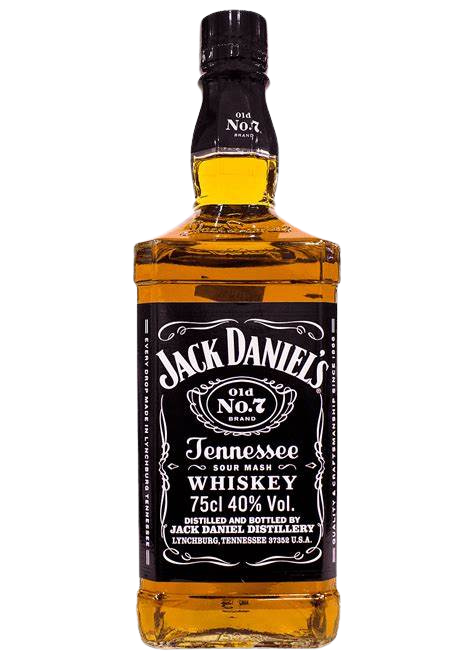 Old
No.7
BRAND
JACK DANIEL'S
Old
No.7
BRAND
Tennessee
SOUR MASH
WHISKEY
75cl 40% Vol.
DISTILLED AND BOTTLED BY
JACK DANIEL DISTILLERY
LYNCHBURG, TENNESSEE 37352 U.S.A.
EVERY DROP MADE IN LYNCHBURG TENNESSEE
QUALITY & CRAFTSMANSHIP SINCE 1866